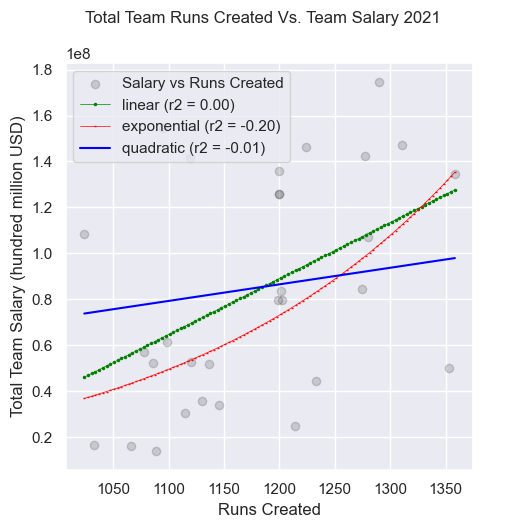 Total Team Runs Created Vs. Team Salary 2021
1e8
1.8
1.6
1.4
1.2
1.0
0.8
0.6
0.4
0.2
Total Team Salary (hundred million USD)
Salary vs Runs Created
linear (r2 = 0.00)
exponential (r2 = -0.20)
quadratic (r2 = -0.01)
1050 1100 1150 1200 1250 1300 1350
Runs Created